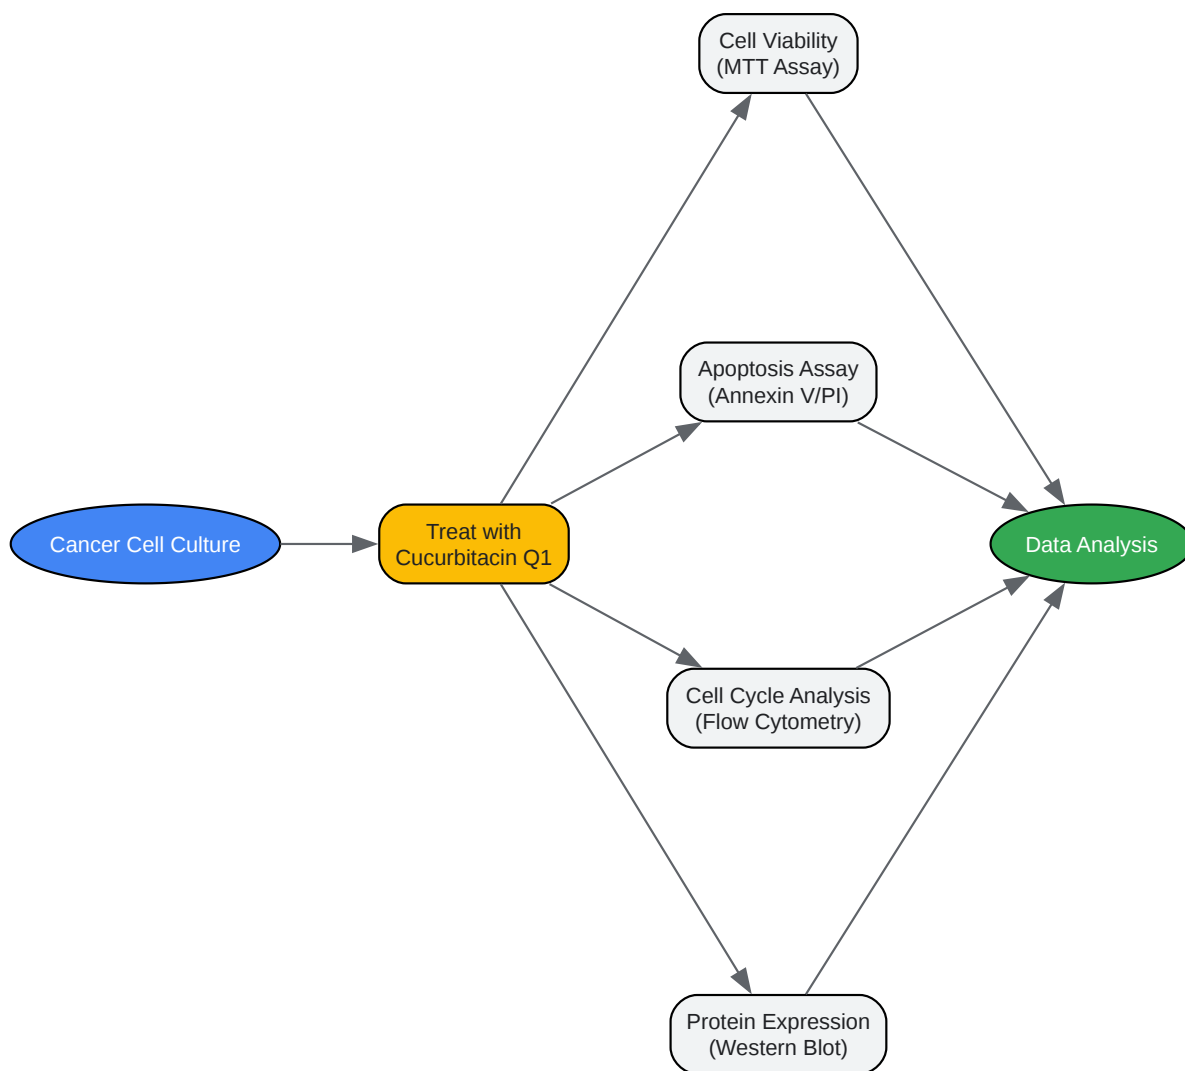 Cell Viability
(MTT Assay)
Apoptosis Assay
(Annexin V/PI)
Cancer Cell Culture
Treat with
Cucurbitacin Q1
Data Analysis
Cell Cycle Analysis
(Flow Cytometry)
Protein Expression
(Western Blot)